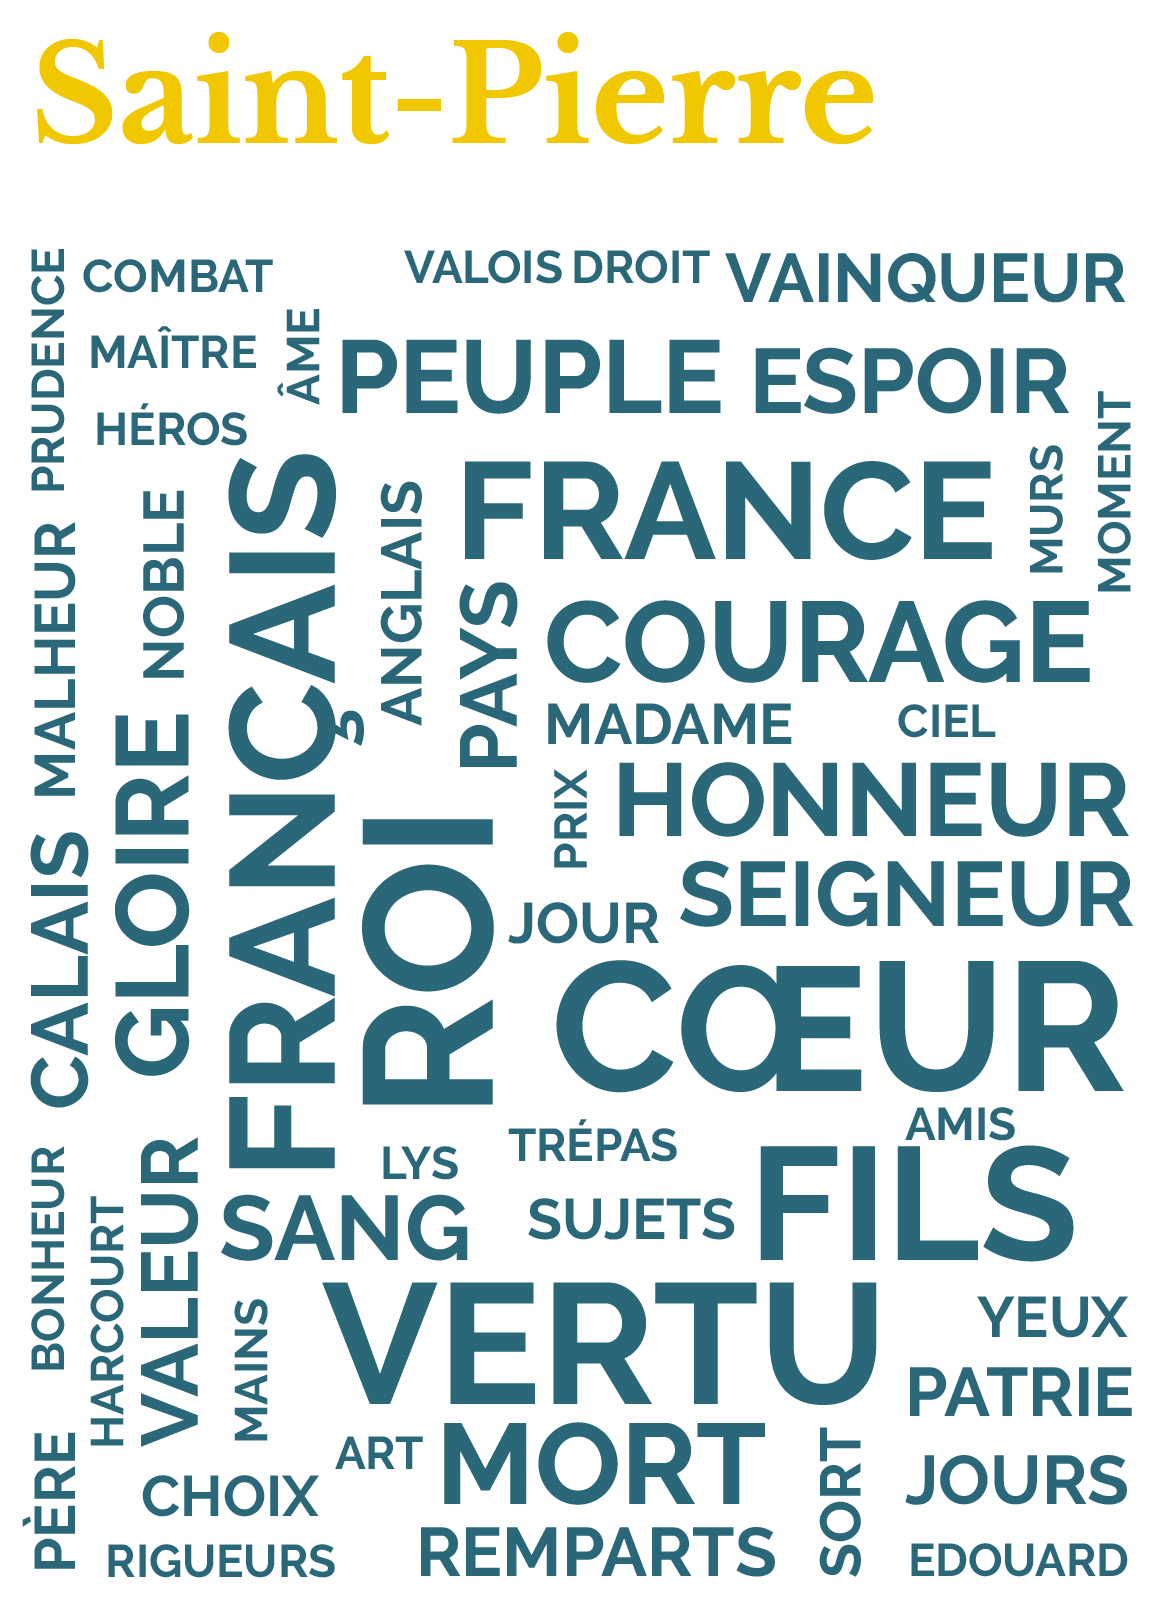 Saint-Pierre
PRUDENCE
COMBAT
VALOIS
DROIT
VAINQUEUR
MAÎTRE
ÂME
PEUPLE
ESPOIR
HÉROS
MOMENT
FRANÇAIS
ANGLAIS
FRANCE
MURS
NOBLE
MALHEUR
PAYS
COURAGE
MADAME
CIEL
GLOIRE
PRIX
HONNEUR
CALAIS
ROI
JOUR
SEIGNEUR
CŒUR
AMIS
TRÉPAS
LYS
BONHEUR
HARCOURT
VALEUR
SANG
SUJETS
FILS
MAINS
VERTU
YEUX
PATRIE
PÈRE
ART
MORT
SORT
JOURS
CHOIX
REMPARTS
RIGUEURS
EDOUARD